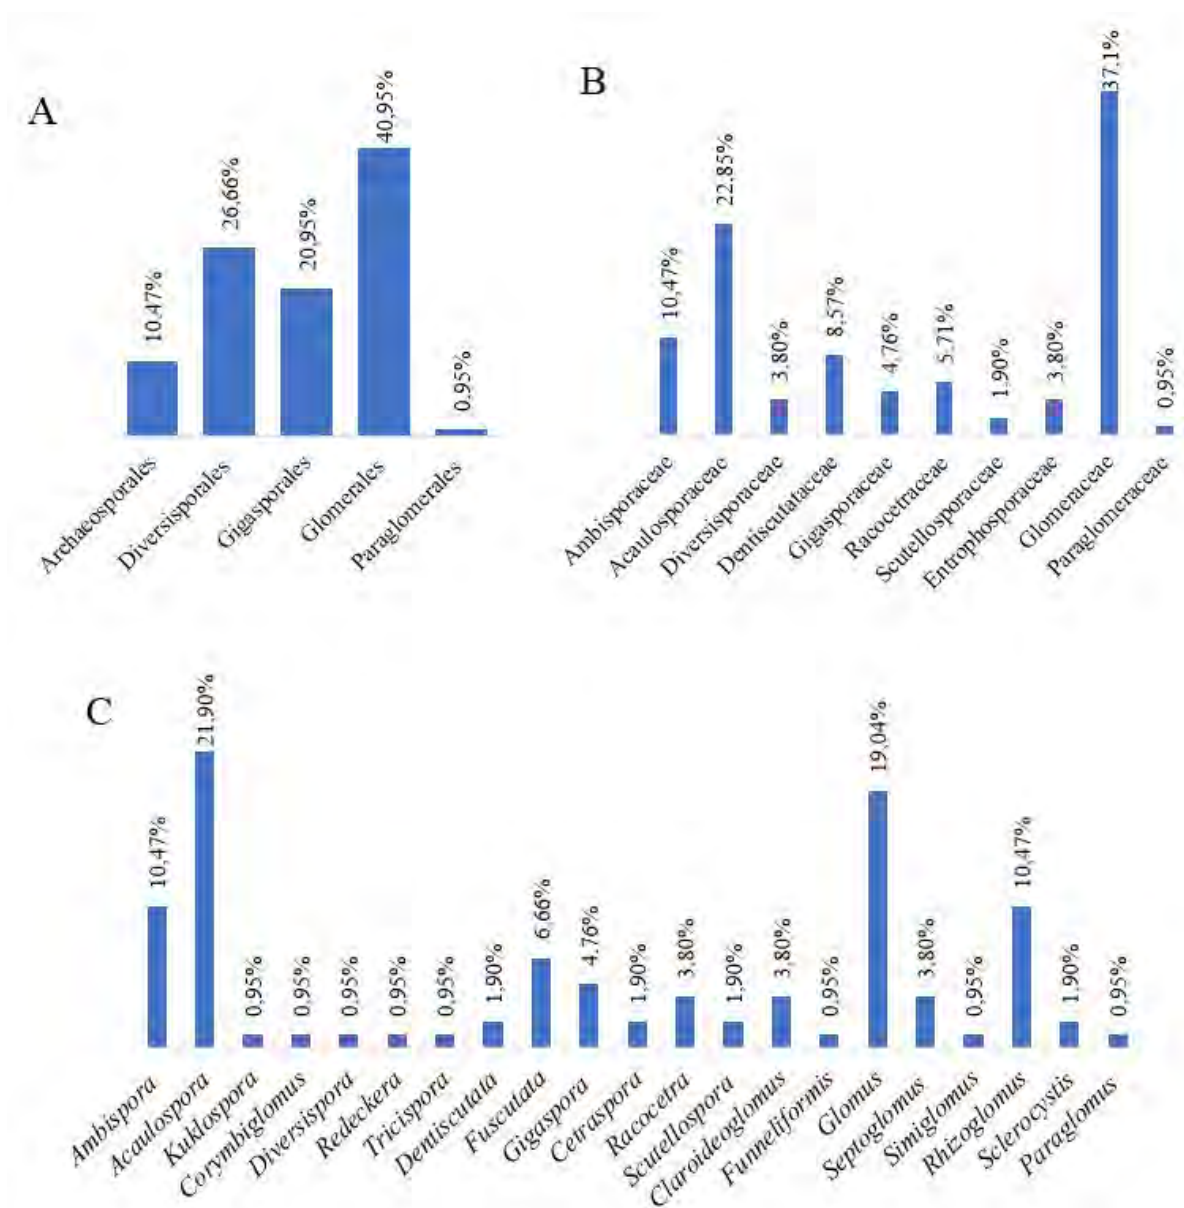 A
10.47%
26,66%
20,95%
40,95%
0.95%
Archaeosporales
Diversisporales
Gigasporales
Glomerales
Paraglomerales
B
10,47%
22.85%
3.80%
8,57%
4,76%
5,71%
1.90%
3.80%
37.1%
0.95%
Ambisporaceae
Acaulosporaceae
Diversisporaceae
Dentiscutataceae
Gigasporaceae
Racocetraceae
Scutellosporaceae
Entrophosporaceae
Glomeraceae
Paraglomeraceae
C
10,47%
21.90%
0.95%
0,95%
0.95%
0.95%
0.95%
1,90%
6,66%
4.76%
1.90%
3.80%
1.90%
3,80%
0.95%
19,04%
3.80%
0,95%
10,47%
1.90%
0.95%
Ambispora
Acaulospora
Kuklospora
Corymbiglomus
Diversispora
Redeckera
Tricispora
Dentiscutata
Fuscutata
Gigaspora
Cetraspora
Racocetra
Scutellospora
Claroideoglomus
Funneliformis
Glomus
Septoglomus
Simiglomus
Rhizoglomus
Sclerocystis
Paraglomus